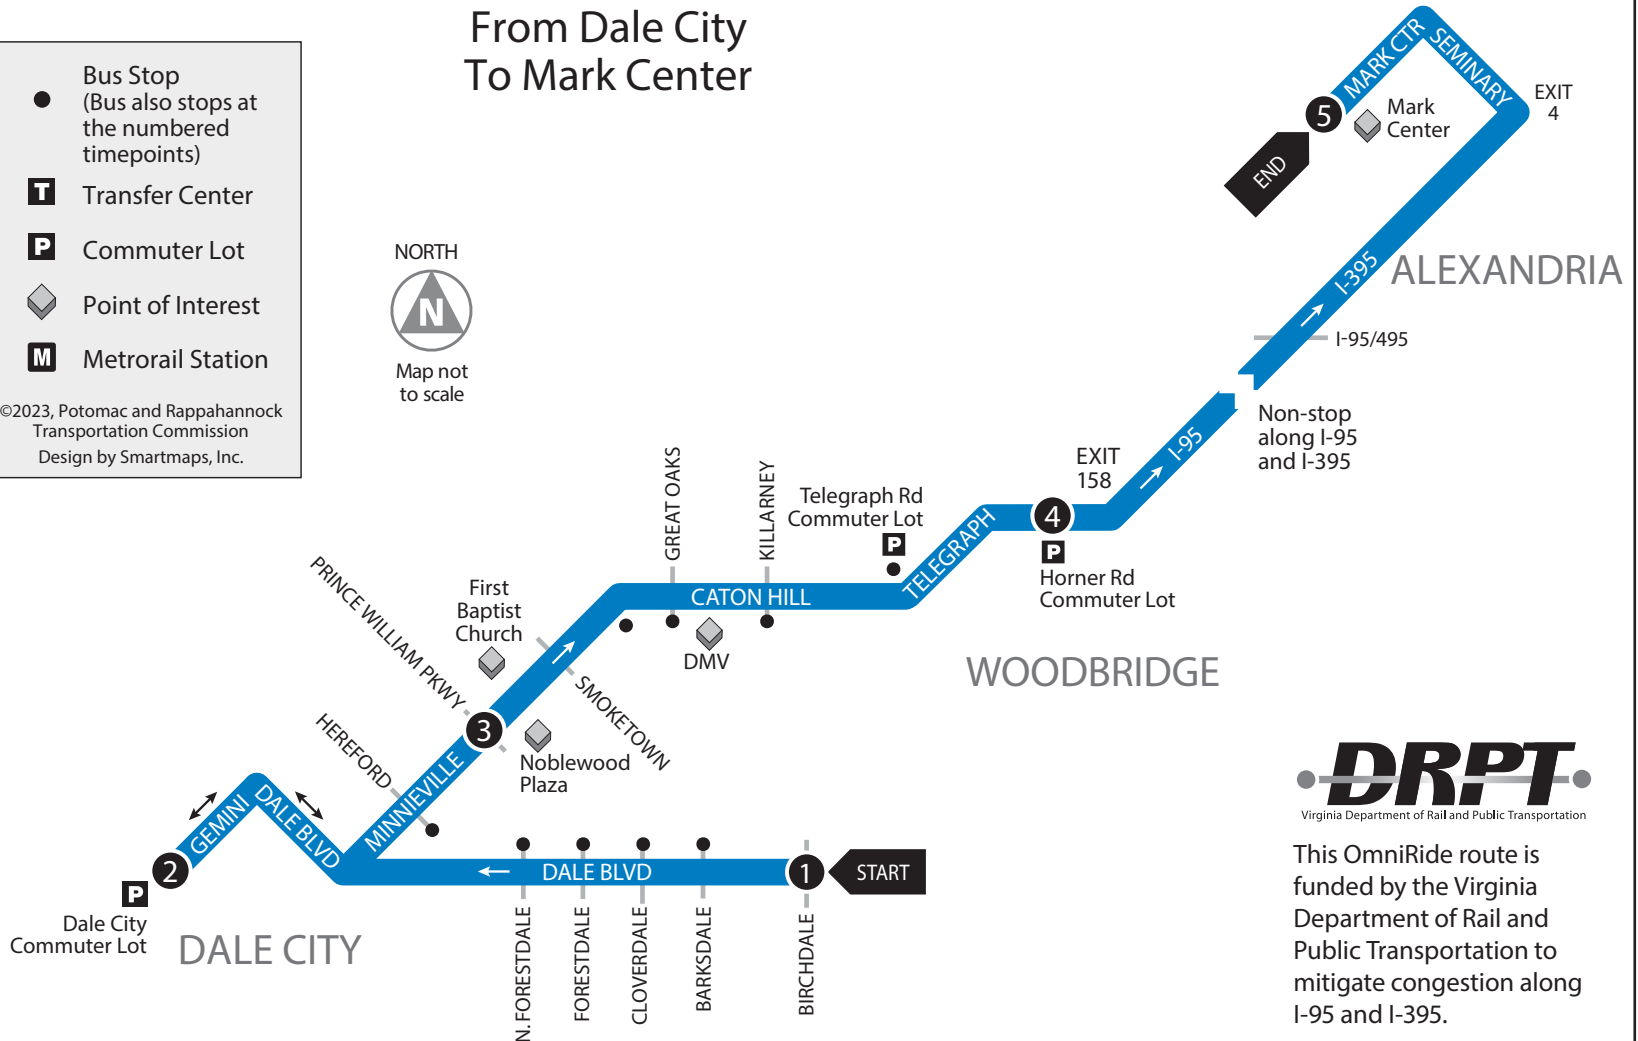 From Dale City
To Mark Center
Bus Stop
(Bus also stops at
the numbered
timepoints)
T
Transfer Center
P
Commuter Lot
Point of Interest
M
Metrorail Station
©2023, Potomac and Rappahannock
Transportation Commission
Design by Smartmaps, Inc.
NORTH
N
Map not
to scale
MARK CTR
SEMINARY
EXIT
4
5
Mark
Center
END
ALEXANDRIA
I-395
I-95/495
Non-stop
along I-95
and I-395
I-95
EXIT
158
4
P
Horner Rd
Commuter Lot
TELEGRAPH
Telegraph Rd
Commuter Lot
P
KILLARNEY
GREAT OAKS
CATON HILL
DMV
WOODBRIDGE
First
Baptist
Church
PRINCE WILLIAM PKWY
SMOKETOWN
3
Noblewood
Plaza
HEREFORD
MINNIEVILLE
GEMINI
DALE BLVD
2
P
Dale City
Commuter Lot
DALE CITY
DALE BLVD
1
START
N. FORESTDALE
FORESTDALE
CLOVERDALE
BARKSDALE
BIRCHDALE
DRPT
Virginia Department of Rail and Public Transportation
This OmniRide route is
funded by the Virginia
Department of Rail and
Public Transportation to
mitigate congestion along
I-95 and I-395.